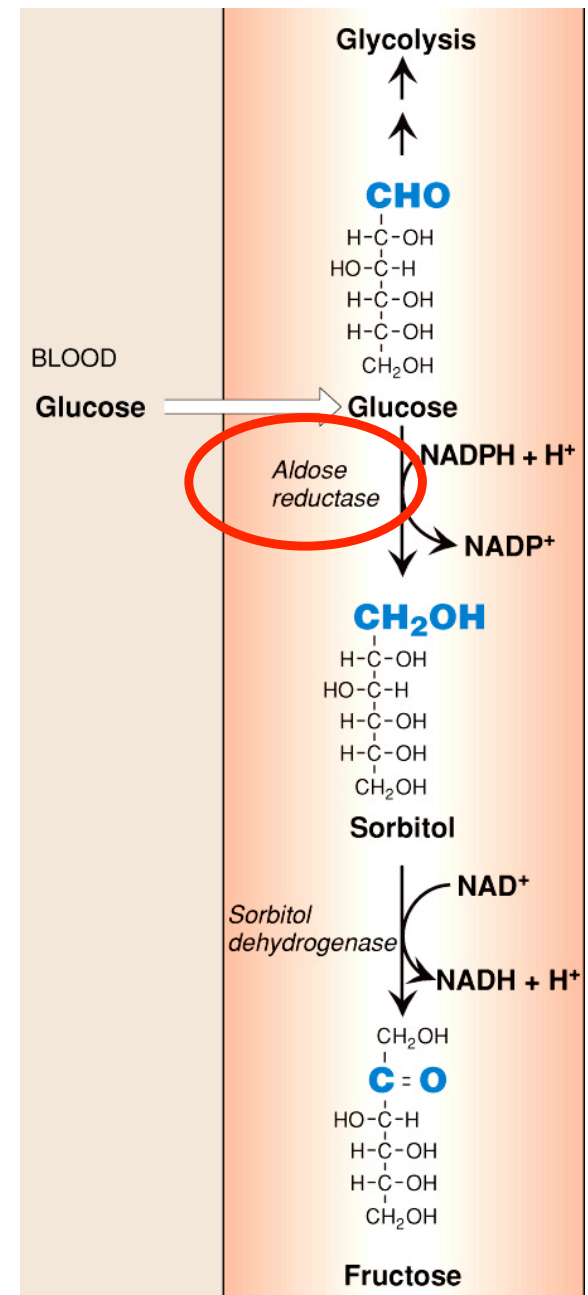 Glycolysis
CHO
H-C-OH
HO-C-H
H-C-OH
H-C-OH
CH₂OH
BLOOD
Glucose
Glucose
Aldose
reductase
NADPH + H⁺
NADP⁺
CH₂OH
H-C-OH
HO-C-H
H-C-OH
H-C-OH
CH₂OH
Sorbitol
NAD⁺
Sorbitol
dehydrogenase
NADH + H⁺
CH₂OH
C = O
HO-C-H
H-C-OH
H-C-OH
CH₂OH
Fructose